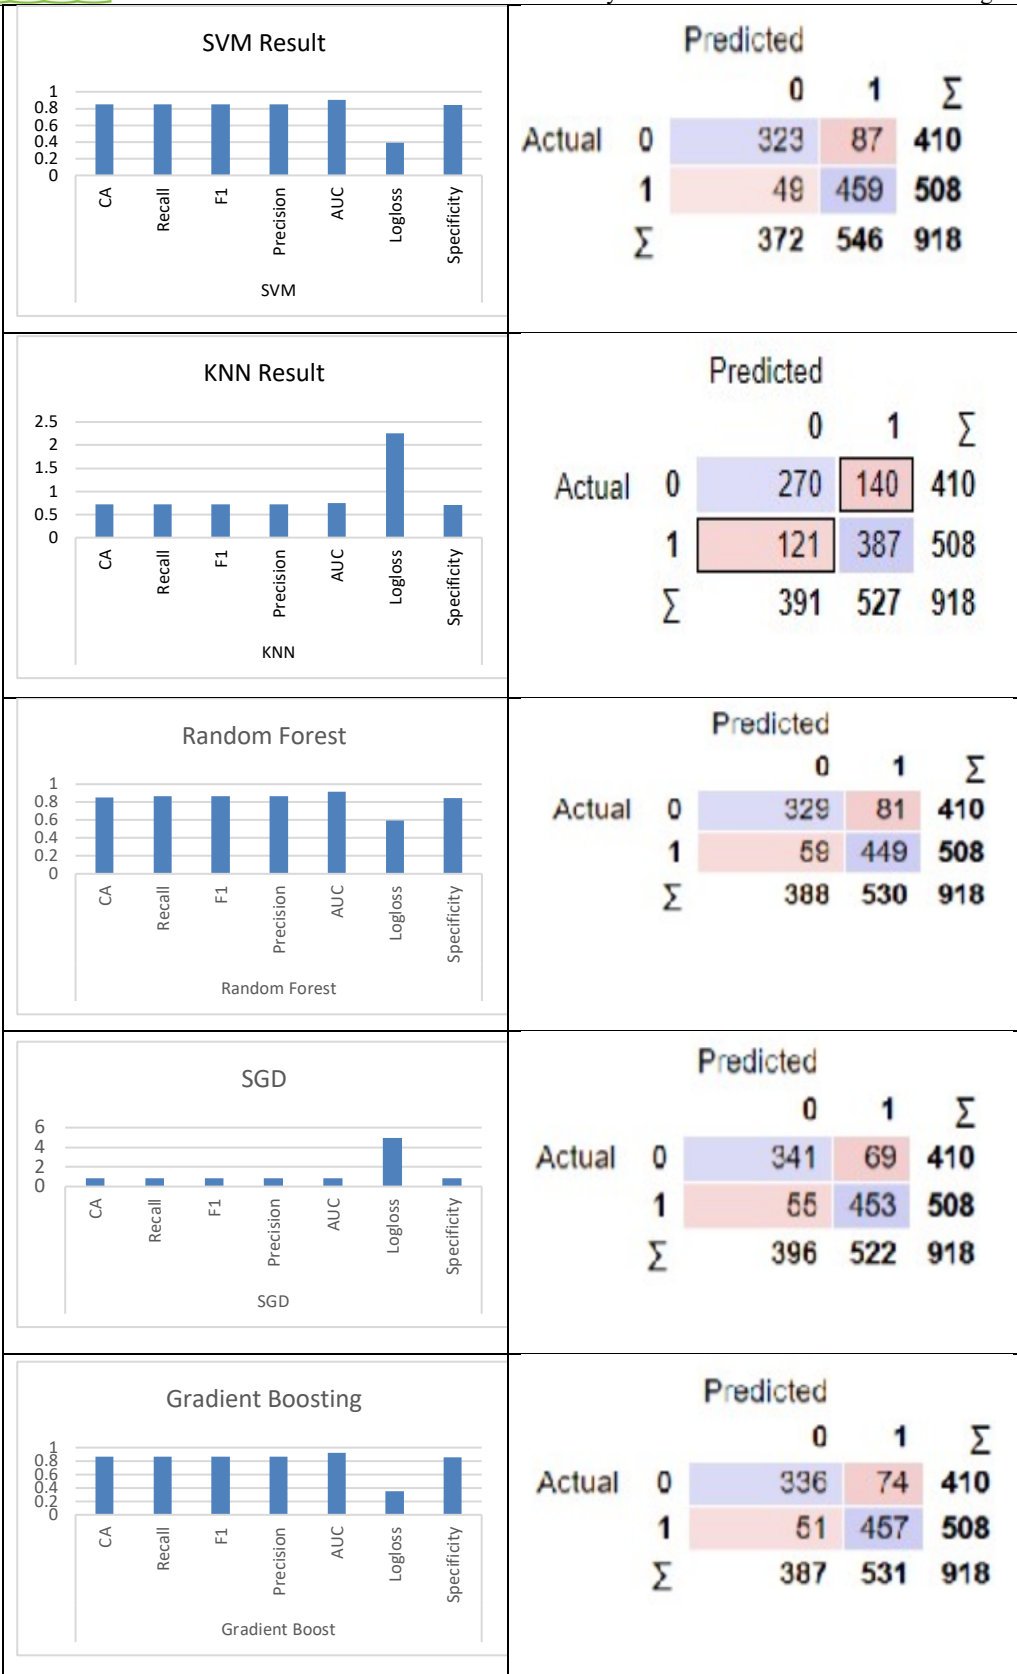 SVM Result
1
0.8
0.6
0.4
0.2
0
CA Recall F1 Precision AUC Logloss Specificity
SVM
Predicted
0 1 Σ
Actual 0 323 87 410
1 49 459 508
Σ 372 546 918
KNN Result
2.5
2
1.5
1
0.5
0
CA Recall F1 Precision AUC Logloss Specificity
KNN
Predicted
0 1 Σ
Actual 0 270 140 410
1 121 387 508
Σ 391 527 918
Random Forest
1
0.8
0.6
0.4
0.2
0
CA Recall F1 Precision AUC Logloss Specificity
Random Forest
Predicted
0 1 Σ
Actual 0 329 81 410
1 59 449 508
Σ 388 530 918
SGD
6
4
2
0
CA Recall F1 Precision AUC Logloss Specificity
SGD
Predicted
0 1 Σ
Actual 0 341 69 410
1 55 453 508
Σ 396 522 918
Gradient Boosting
1
0.8
0.6
0.4
0.2
0
CA Recall F1 Precision AUC Logloss Specificity
Gradient Boost
Predicted
0 1 Σ
Actual 0 336 74 410
1 51 457 508
Σ 387 531 918